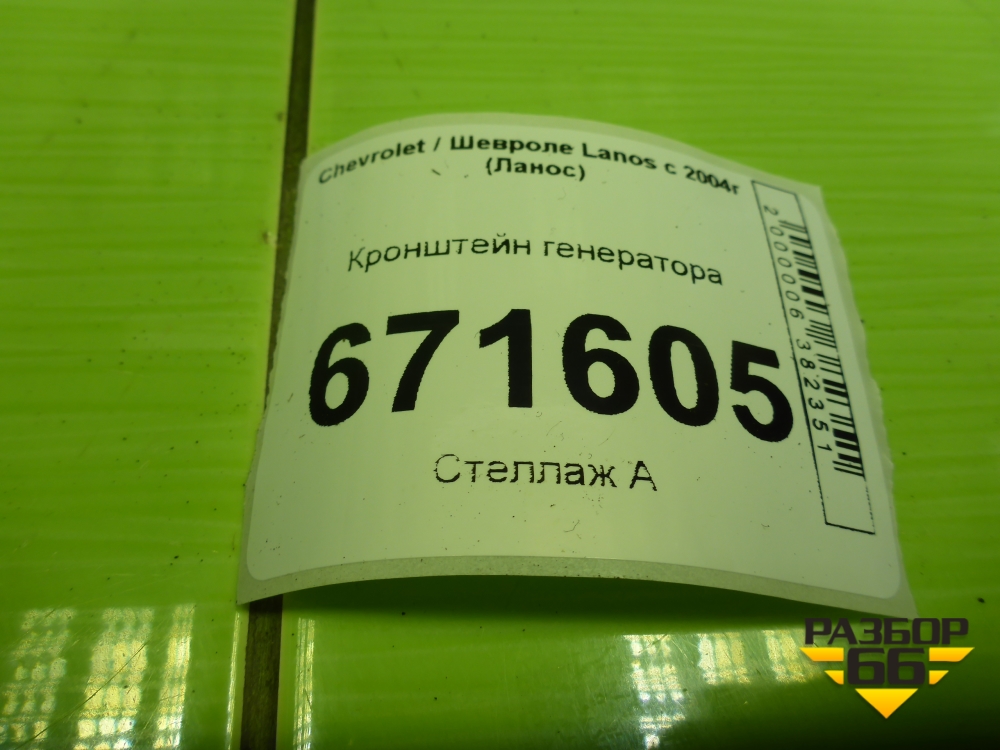 Chevrolet / Шевроле Lanos с 2004г
(Ланос)
Кронштейн генератора
671605
Стеллаж А
2000006382351
РАЗБОР
66